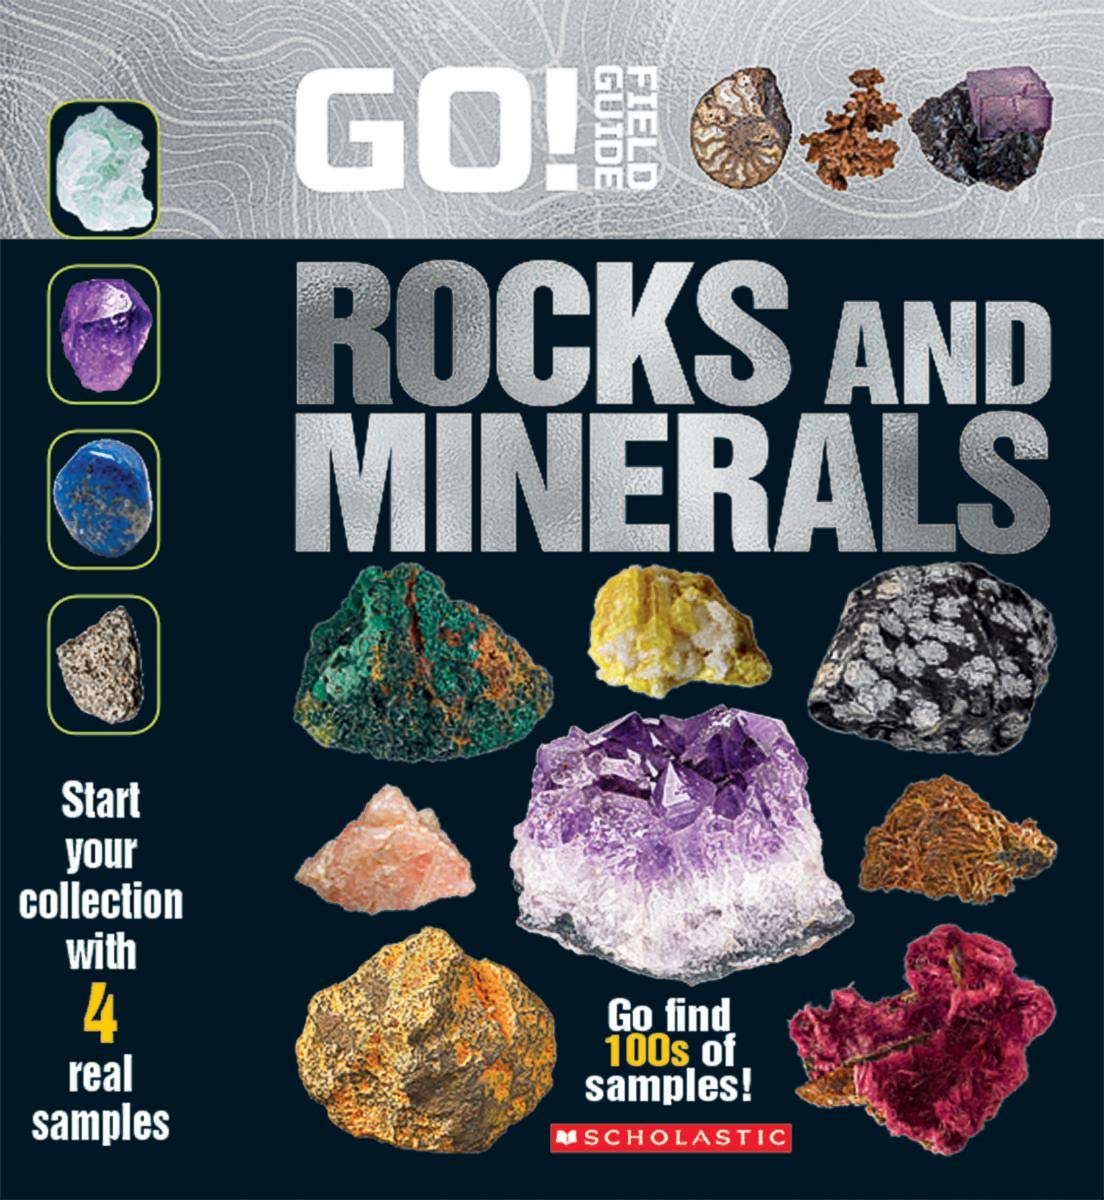 GO!
FIELD
GUIDE
ROCKS AND
MINERALS
Start
your
collection
with
4
real
samples
Go find
100s of
samples!
SCHOLASTIC